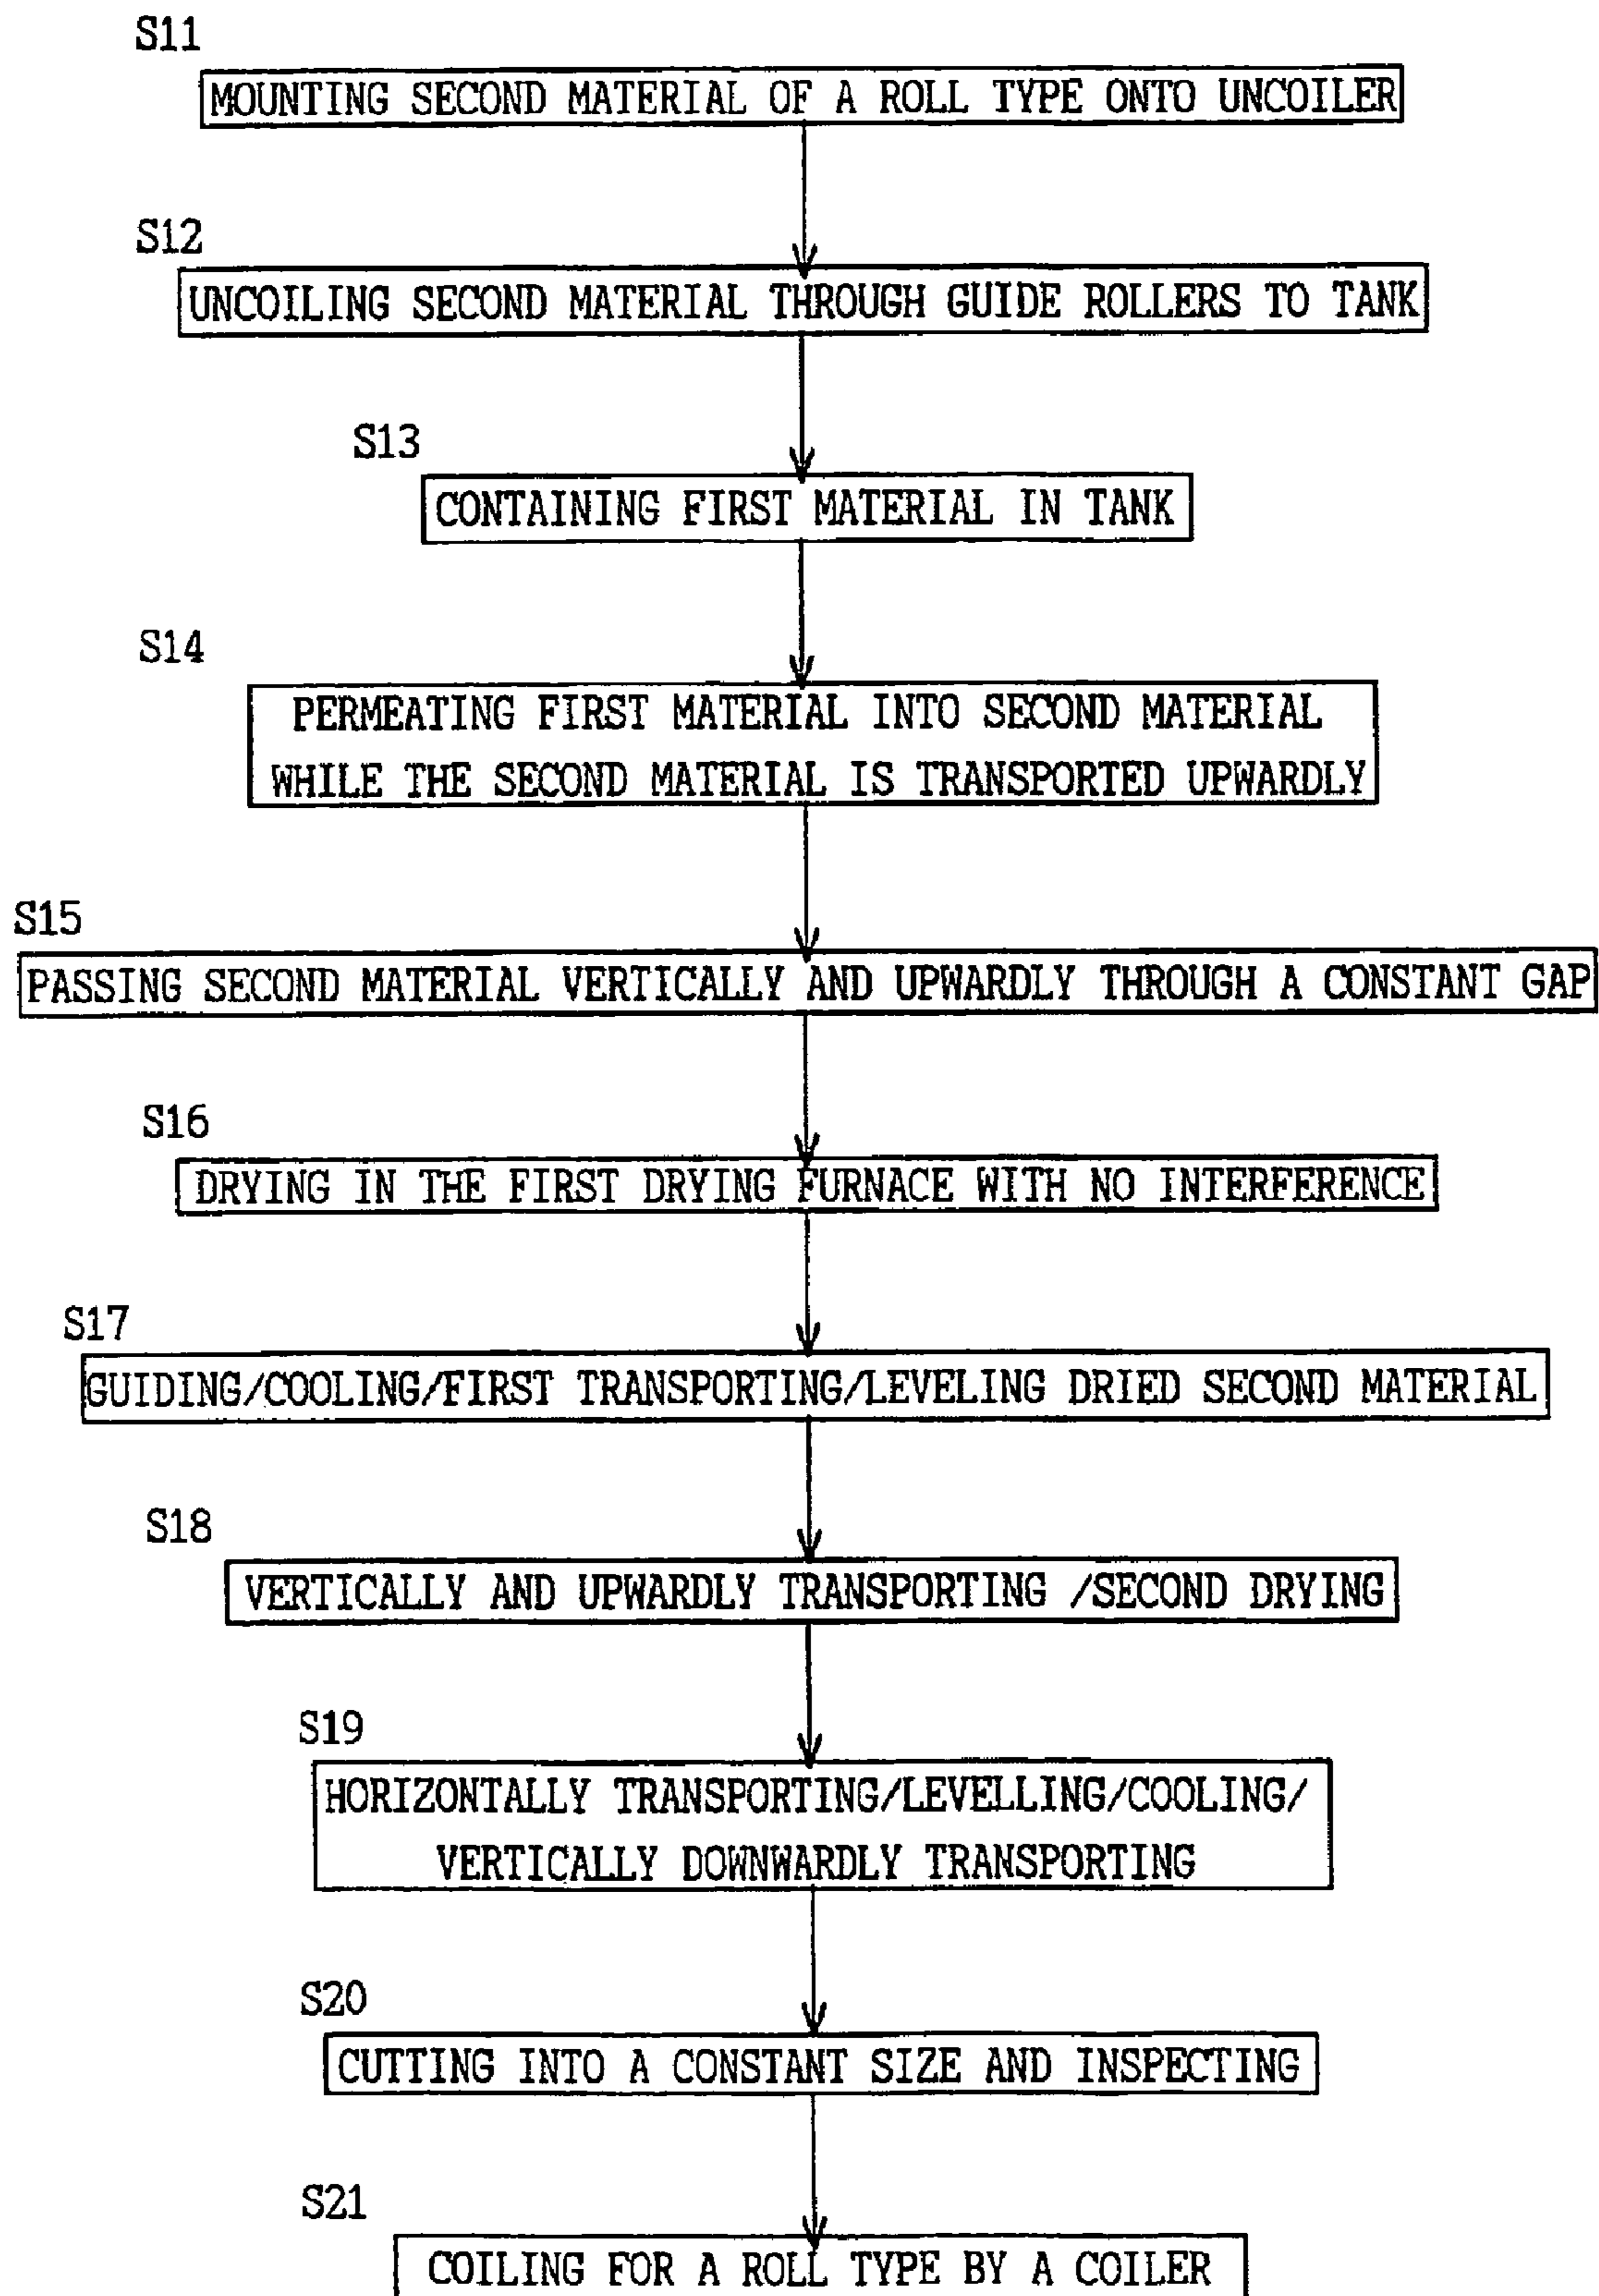 S11
MOUNTING SECOND MATERIAL OF A ROLL TYPE ONTO UNCOILER
S12
UNCOILING SECOND MATERIAL THROUGH GUIDE ROLLERS TO TANK
S13
CONTAINING FIRST MATERIAL IN TANK
S14
PERMEATING FIRST MATERIAL INTO SECOND MATERIAL
WHILE THE SECOND MATERIAL IS TRANSPORTED UPWARDLY
S15
PASSING SECOND MATERIAL VERTICALLY AND UPWARDLY THROUGH A CONSTANT GAP
S16
DRYING IN THE FIRST DRYING FURNACE WITH NO INTERFERENCE
S17
GUIDING/COOLING/FIRST TRANSPORTING/LEVELING DRIED SECOND MATERIAL
S18
VERTICALLY AND UPWARDLY TRANSPORTING /SECOND DRYING
S19
HORIZONTALLY TRANSPORTING/LEVELLING/COOLING/
VERTICALLY DOWNWARDLY TRANSPORTING
S20
CUTTING INTO A CONSTANT SIZE AND INSPECTING
S21
COILING FOR A ROLL TYPE BY A COILER